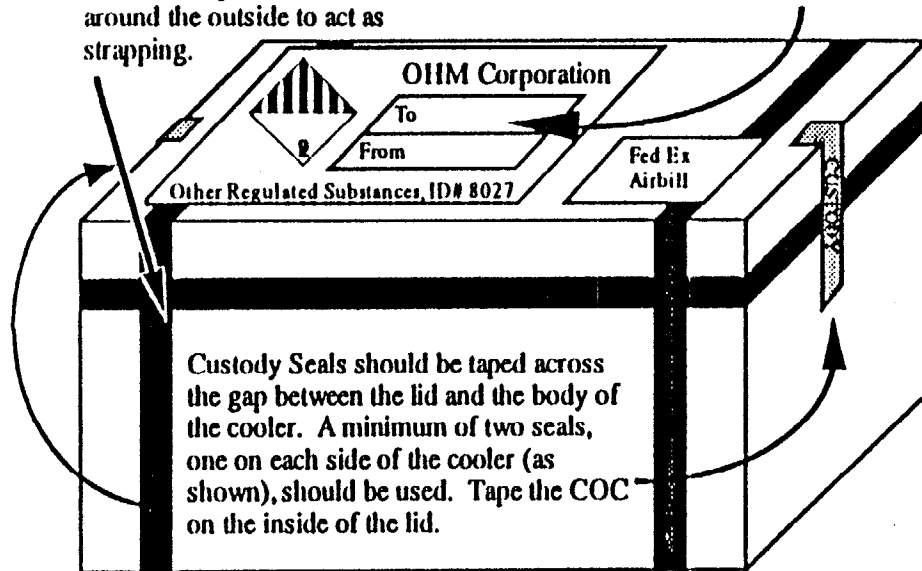 around the outside to act as
strapping.
OHM Corporation
To
From
9
Other Regulated Substances, ID# 8027
Fed Ex
Airbill
CUSTODY
Custody Seals should be taped across
the gap between the lid and the body of
the cooler. A minimum of two seals,
one on each side of the cooler (as
shown), should be used. Tape the COC
on the inside of the lid.